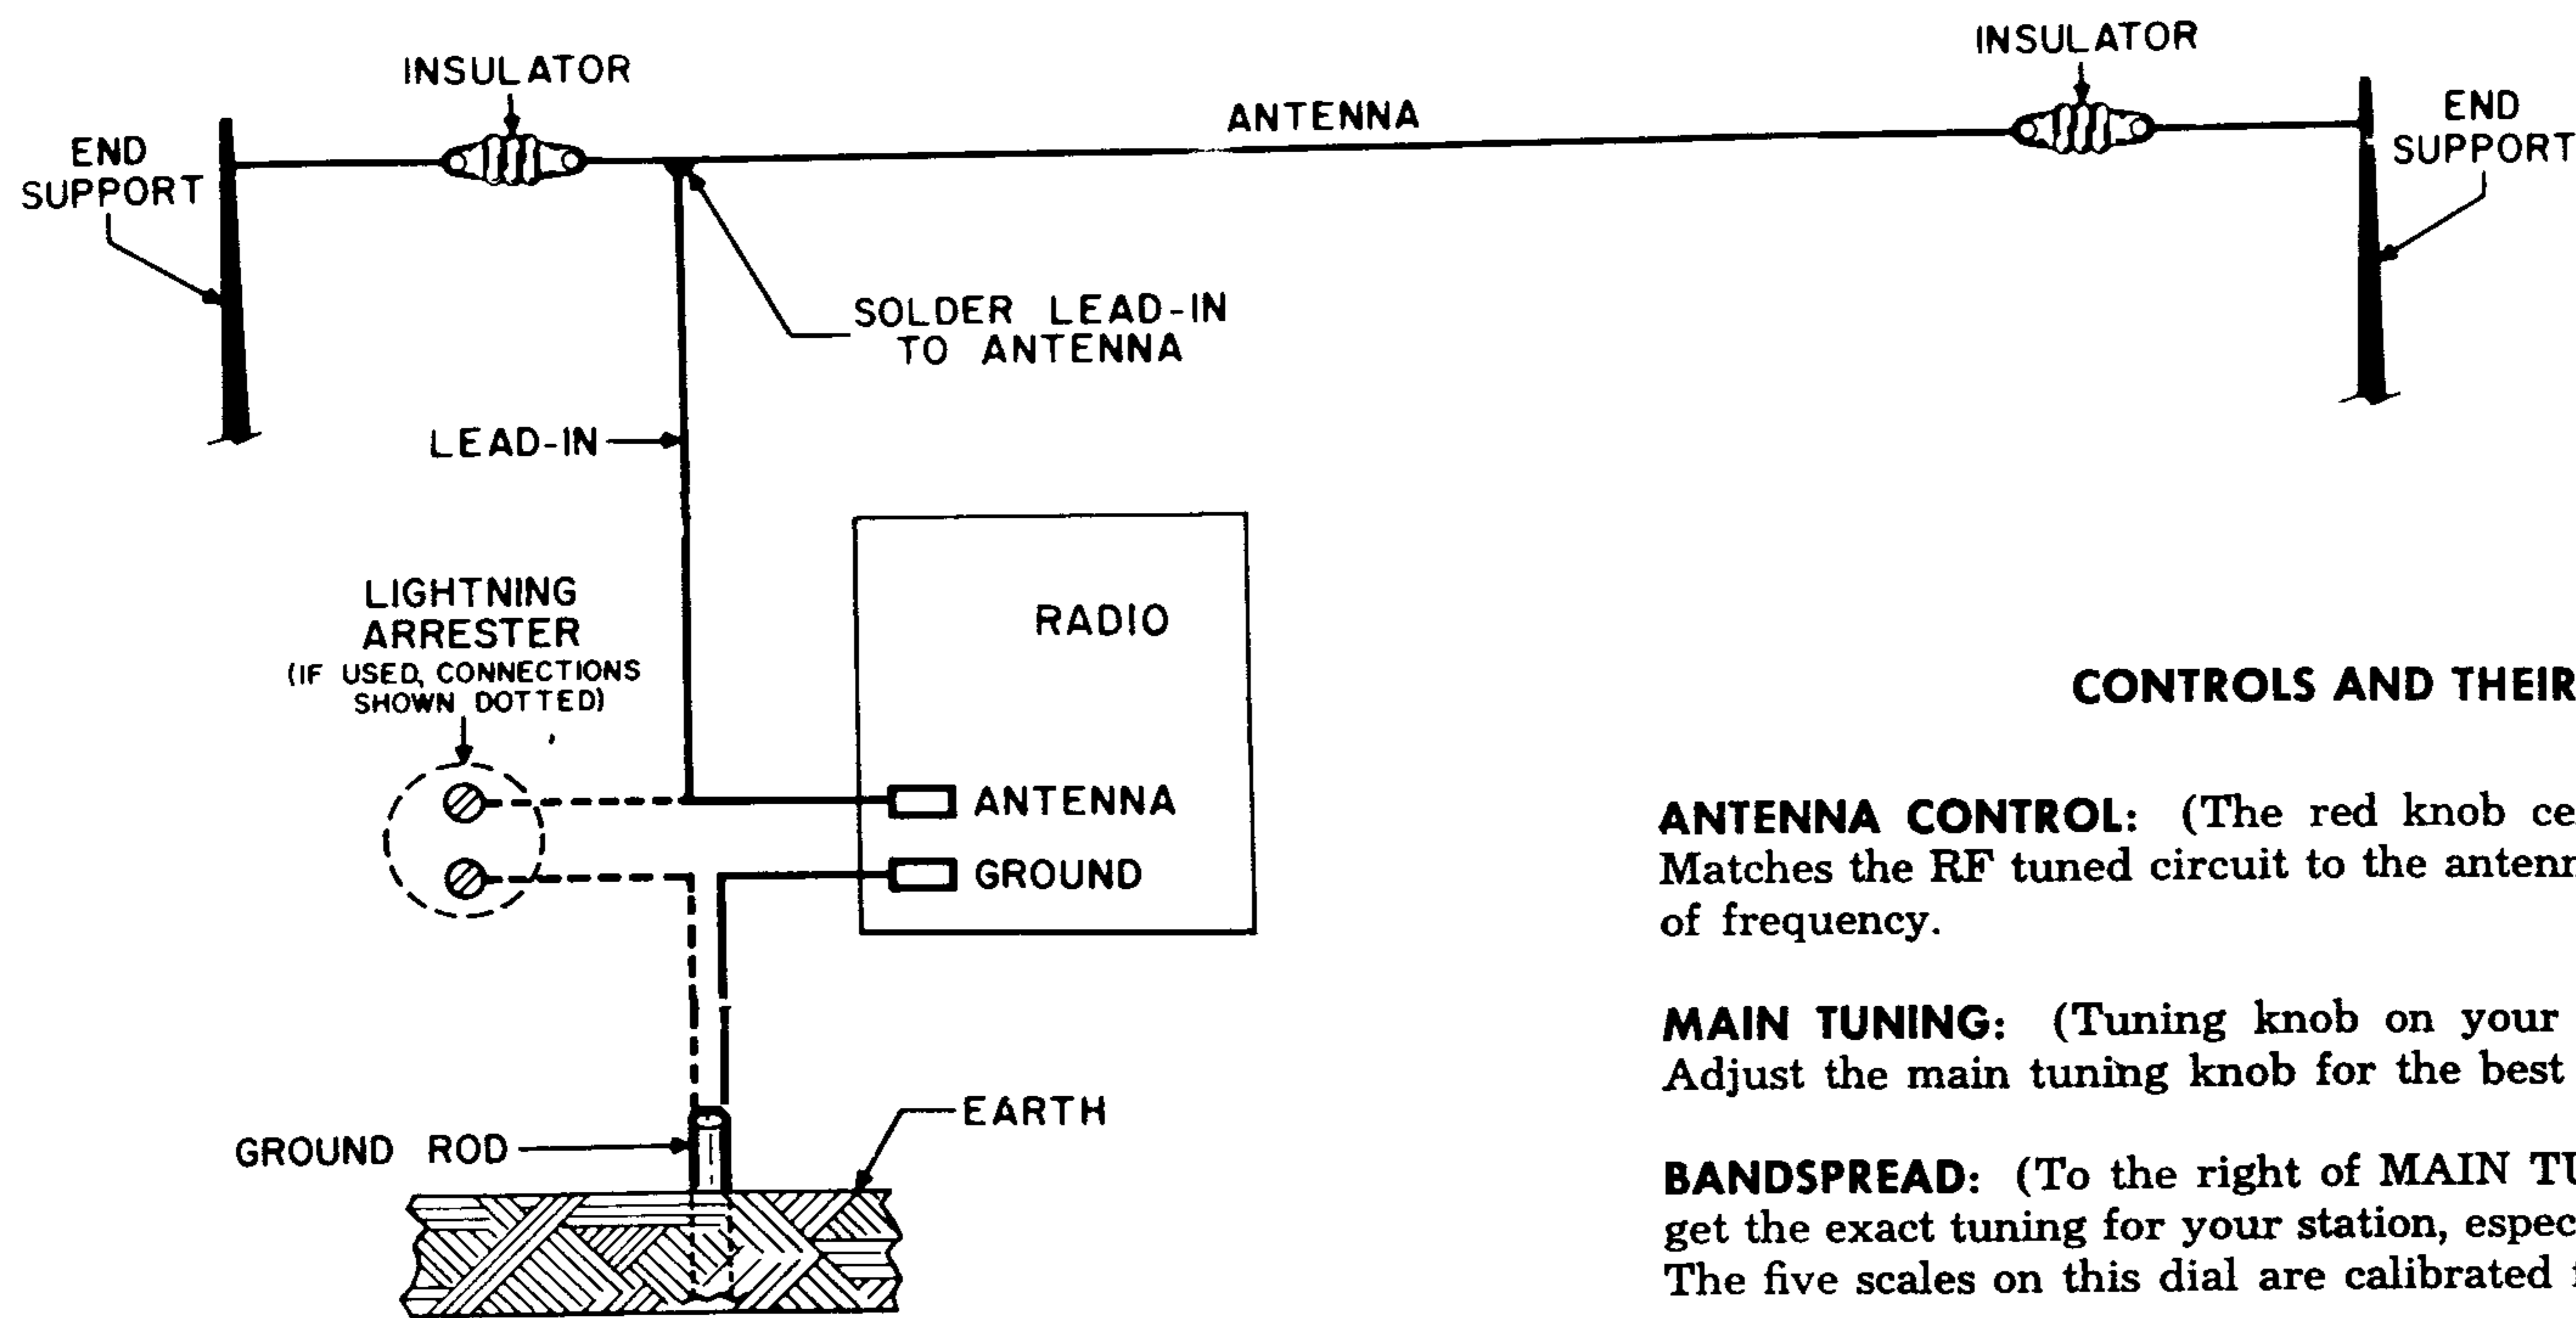 INSULATOR
INSULATOR
ANTENNA
END
SUPPORT
END
SUPPORT
SOLDER LEAD-IN
TO ANTENNA
LEAD-IN
RADIO
LIGHTNING
ARRESTER
(IF USED, CONNECTIONS
SHOWN DOTTED)
ANTENNA
GROUND
EARTH
GROUND ROD
CONTROLS AND THEIR
ANTENNA CONTROL: (The red knob
Matches the RF tuned circuit to the
of frequency.
MAIN TUNING: (Tuning knob on your
Adjust the main tuning knob for the best
BANDSPREAD: (To the right of MAIN
get the exact tuning for your station,
The five scales on this dial are calibrated